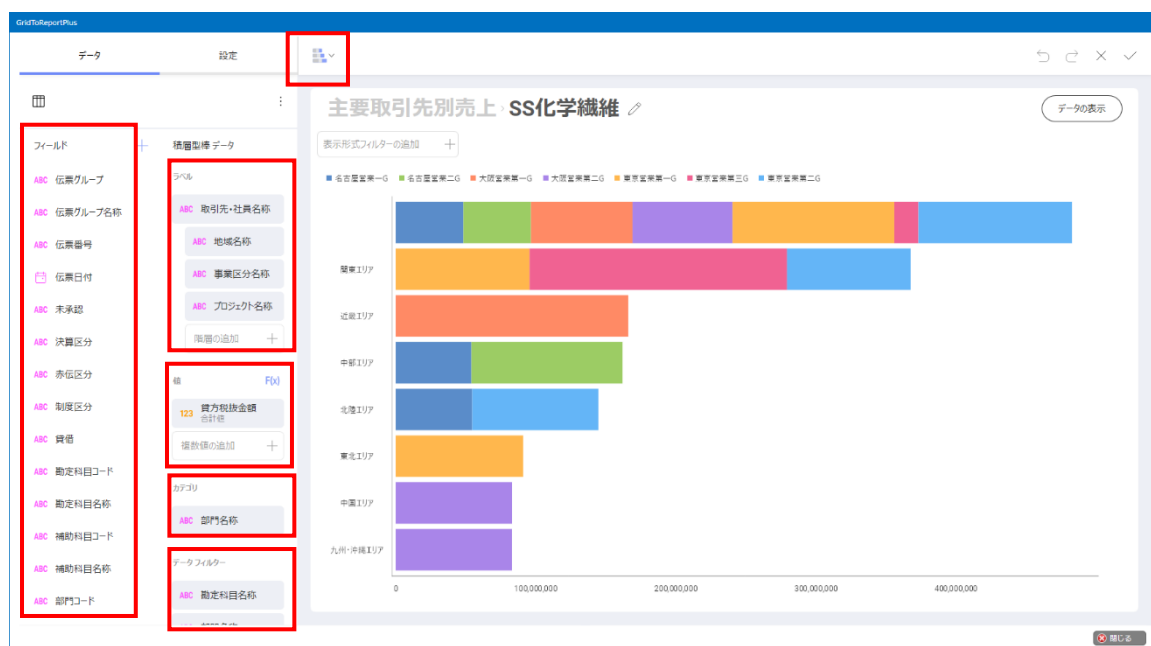 GridToReportPlus
データ
設定
主要取引先別売上 › SS化学繊維
データの表示
フィールド
積層型棒 データ
表示形式フィルターの追加
ラベル
名古屋営業一G 名古屋営業二G 大阪営業第一G 大阪営業第二G 東京営業第一G 東京営業第三G 東京営業第二G
ABC 伝票グループ
ABC 伝票グループ名称
ABC 伝票番号
伝票日付
ABC 未承認
ABC 決算区分
ABC 赤伝区分
ABC 制度区分
ABC 貸借
ABC 勘定科目コード
ABC 勘定科目名称
ABC 補助科目コード
ABC 補助科目名称
ABC 部門コード
ABC 取引先・社員名称
ABC 地域名称
ABC 事業区分名称
ABC プロジェクト名称
階層の追加
値
F(x)
123 貸方税抜金額
合計値
複数値の追加
カテゴリ
ABC 部門名称
データフィルター
ABC 勘定科目名称
関東エリア
近畿エリア
中部エリア
北陸エリア
東北エリア
中国エリア
九州・沖縄エリア
0 100,000,000 200,000,000 300,000,000 400,000,000
閉じる